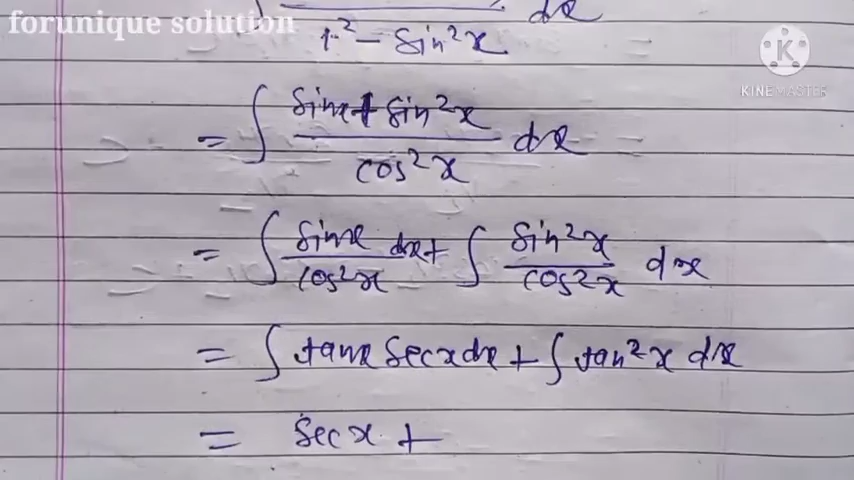 forunique solution
dx
1² - sin²x
KINEMASTER
= ∫ (sinx + sin²x)/(cos²x) dx
= ∫ sinx/cos²x dx + ∫ sin²x/cos²x dx
= ∫ tanx secx dx + ∫ tan²x dx
= secx +